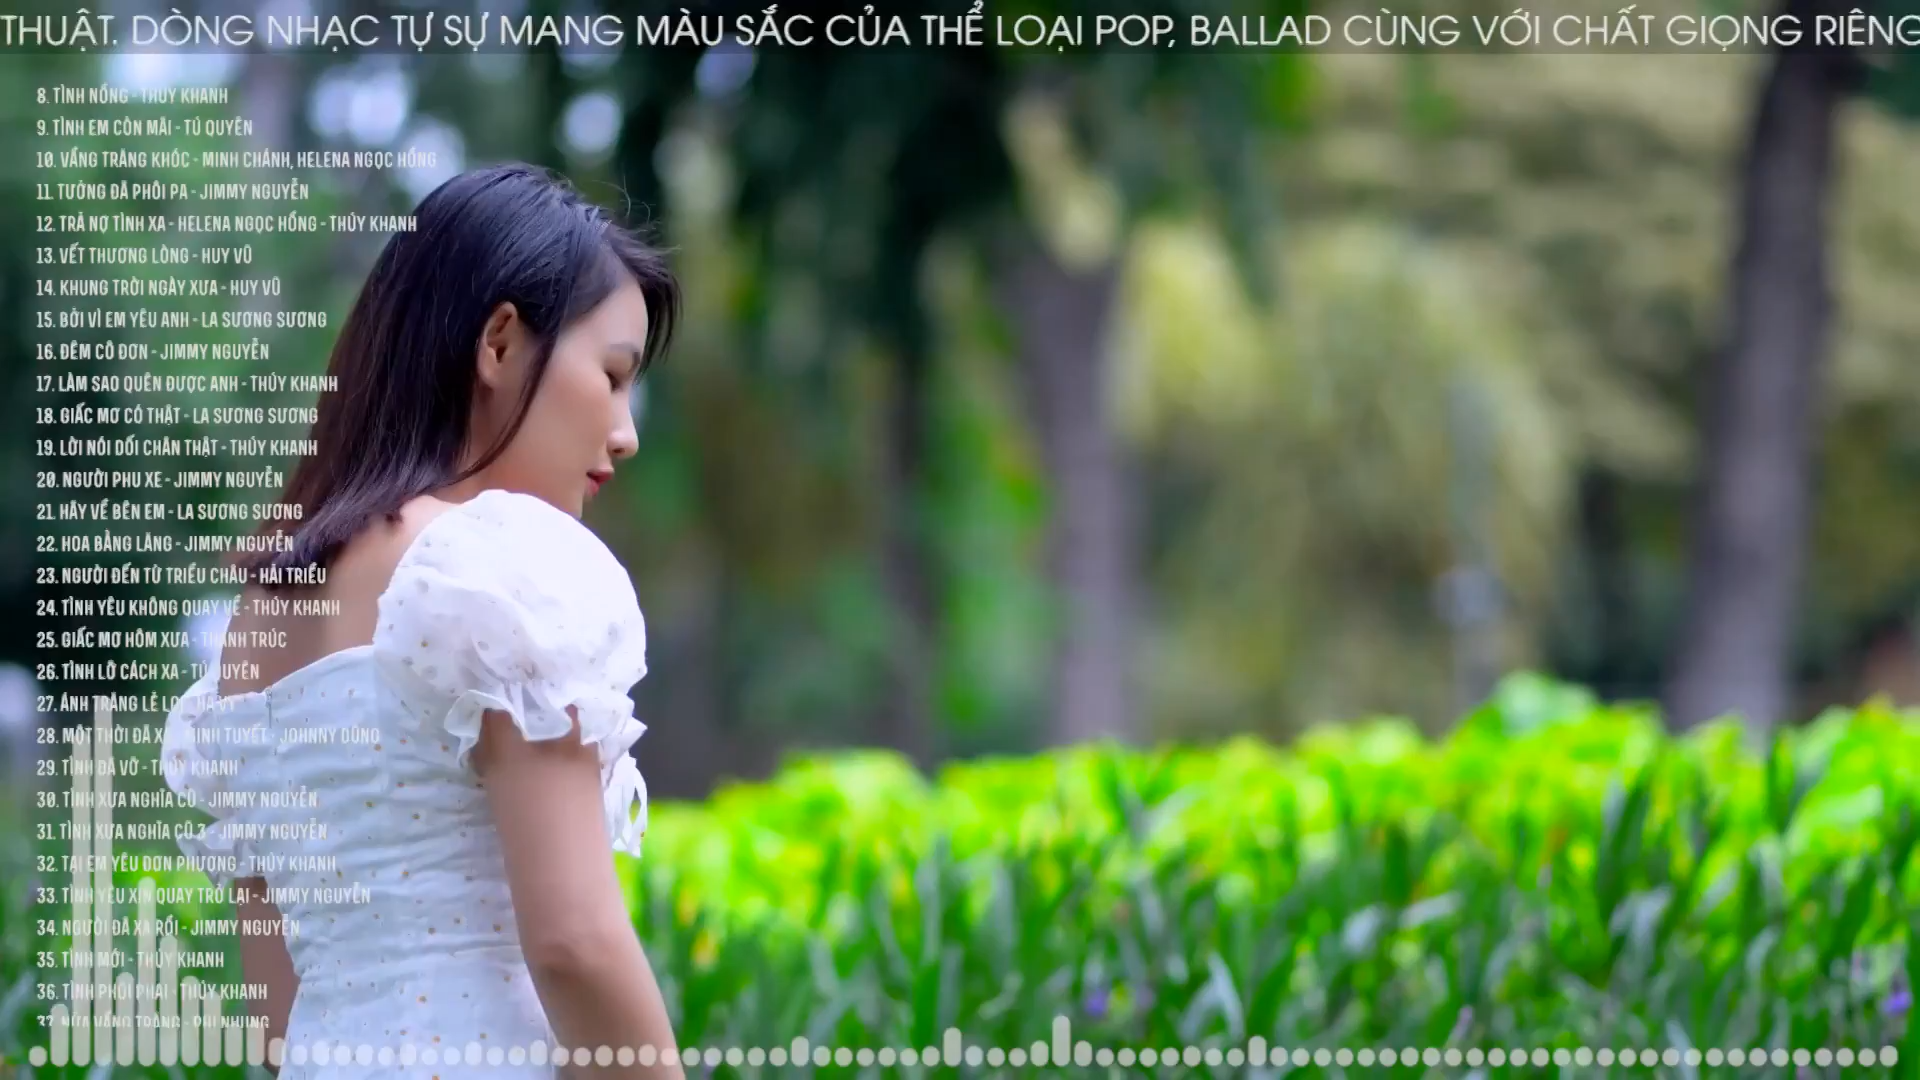 THUẬT. DÒNG NHẠC TỰ SỰ MANG MÀU SẮC CỦA THỂ LOẠI POP, BALLAD CÙNG VỚI CHẤT GIỌNG RIÊNG
8. TÌNH NỒNG - THÚY KHANH
9. TÌNH EM CÒN MÃI - TÚ QUYÊN
10. VẦNG TRĂNG KHÓC - MINH CHÁNH, HELENA NGỌC HỒNG
11. TƯỞNG ĐÃ PHÔI PA - JIMMY NGUYỄN
12. TRẢ NỢ TÌNH XA - HELENA NGỌC HỒNG - THÚY KHANH
13. VẾT THƯƠNG LÒNG - HUY VŨ
14. KHUNG TRỜI NGÀY XƯA - HUY VŨ
15. BỞI VÌ EM YÊU ANH - LA SƯƠNG SƯƠNG
16. ĐÊM CÔ ĐƠN - JIMMY NGUYỄN
17. LÀM SAO QUÊN ĐƯỢC ANH - THÚY KHANH
18. GIẤC MƠ CÓ THẬT - LA SƯƠNG SƯƠNG
19. LỜI NÓI DỐI CHÂN THẬT - THÚY KHANH
20. NGƯỜI PHU XE - JIMMY NGUYỄN
21. HÃY VỀ BÊN EM - LA SƯƠNG SƯƠNG
22. HOA BẰNG LĂNG - JIMMY NGUYỄN
23. NGƯỜI ĐẾN TỪ TRIỀU CHÂU - HẢI TRIỀU
24. TÌNH YÊU KHÔNG QUAY VỀ - THÚY KHANH
25. GIẤC MƠ HÔM XƯA - THANH TRÚC
26. TÌNH LỠ CÁCH XA - TÚ QUYÊN
27. ÁNH TRĂNG LẺ LOI - HẠ VY
28. MỘT THỜI ĐÃ XA - MINH TUYẾT - JOHNNY DŨNG
29. TÌNH ĐÃ VỠ - THÚY KHANH
30. TÌNH XƯA NGHĨA CŨ - JIMMY NGUYỄN
31. TÌNH XƯA NGHĨA CŨ 3 - JIMMY NGUYỄN
32. TẠI EM YÊU ĐƠN PHƯƠNG - THÚY KHANH
33. TÌNH YÊU XIN QUAY TRỞ LẠI - JIMMY NGUYỄN
34. NGƯỜI ĐÃ XA RỒI - JIMMY NGUYỄN
35. TÌNH MỚI - THÚY KHANH
36. TÌNH PHÔI PHAI - THÚY KHANH
37. NỬA VẦNG TRĂNG - PHI NHUNG